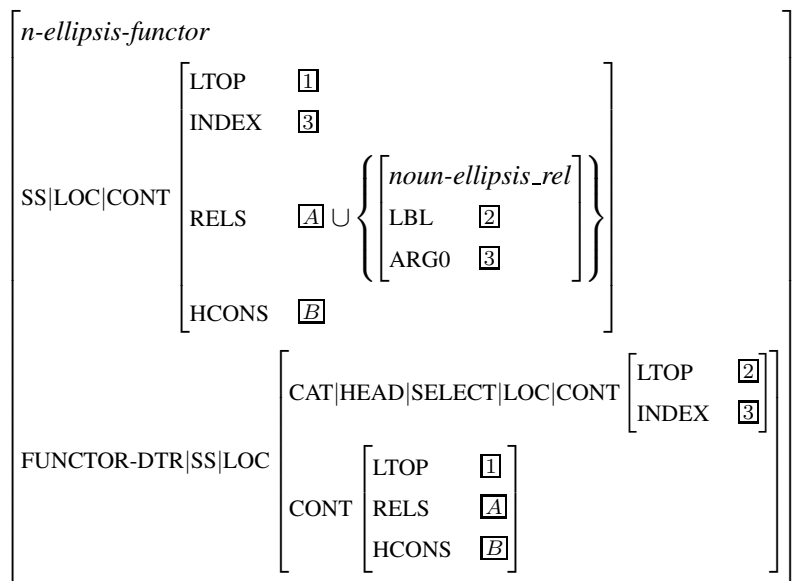 n-ellipsis-functor
LTOP 1
INDEX 3
noun-ellipsis_rel
SS|LOC|CONT RELS A ∪ { LBL 2 }
ARG0 3
HCONS B
CAT|HEAD|SELECT|LOC|CONT LTOP 2
INDEX 3
FUNCTOR-DTR|SS|LOC
LTOP 1
CONT RELS A
HCONS B